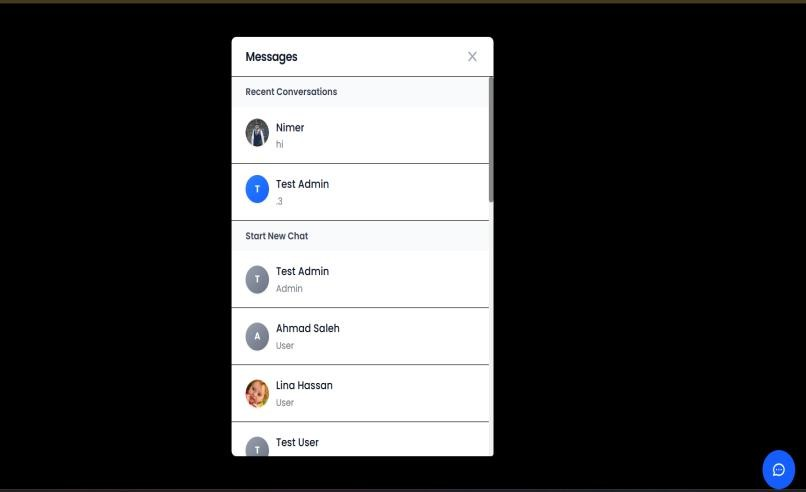 Messages
X
Recent Conversations
Nimer
hi
T
Test Admin
.3
Start New Chat
T
Test Admin
Admin
A
Ahmad Saleh
User
Lina Hassan
User
T
Test User